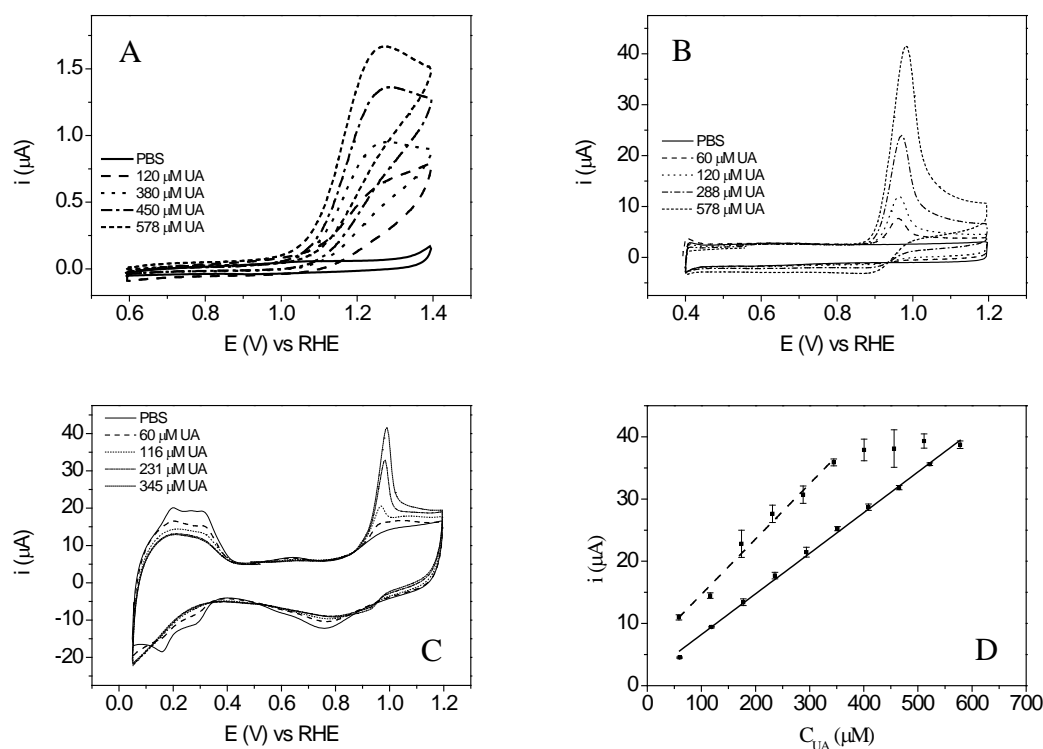 A
i (μA)
1.5
1.0
0.5
0.0
PBS
120 μM UA
380 μM UA
450 μM UA
578 μM UA
0.6 0.8 1.0 1.2 1.4
E (V) vs RHE
B
i (μA)
40
30
20
10
0
PBS
60 μM UA
120 μM UA
288 μM UA
578 μM UA
0.4 0.6 0.8 1.0 1.2
E (V) vs RHE
C
i (μA)
40
30
20
10
0
-10
-20
PBS
60 μM UA
116 μM UA
231 μM UA
345 μM UA
0.0 0.2 0.4 0.6 0.8 1.0 1.2
E (V) vs RHE
D
i (μA)
40
30
20
10
0
0 100 200 300 400 500 600 700
C UA (μM)